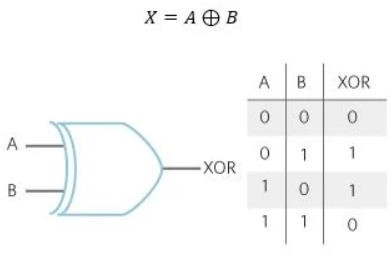 X = A ⊕ B
A B XOR
0 0 0
0 1 1
1 0 1
1 1 0
A
B
XOR